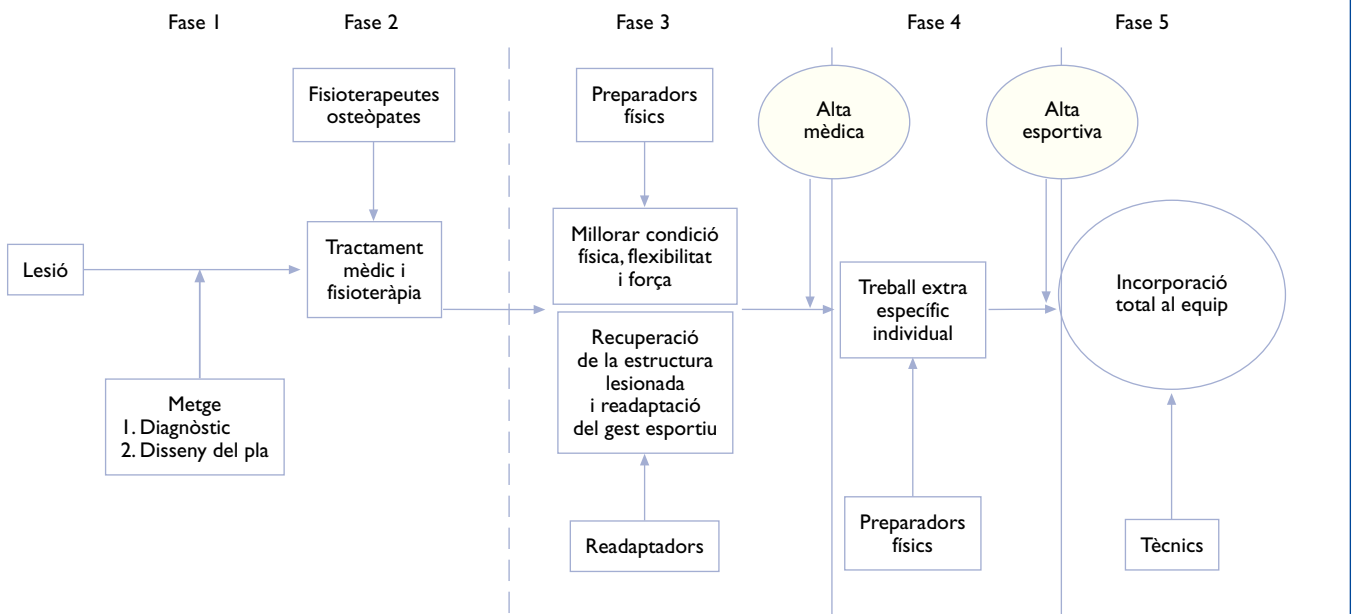 Fase 1
Fase 2
Fase 3
Fase 4
Fase 5
Fisioterapeutes
osteòpates
Preparadors
físics
Alta
mèdica
Alta
esportiva
Lesió
Tractament
mèdic i
fisioteràpia
Millorar condició
física, flexibilitat
i força
Recuperació
de la estructura
lesionada
i readaptació
del gest esportiu
Treball extra
específic
individual
Incorporació
total al equip
Metge
1. Diagnòstic
2. Disseny del pla
Readaptadors
Preparadors
físics
Tècnics